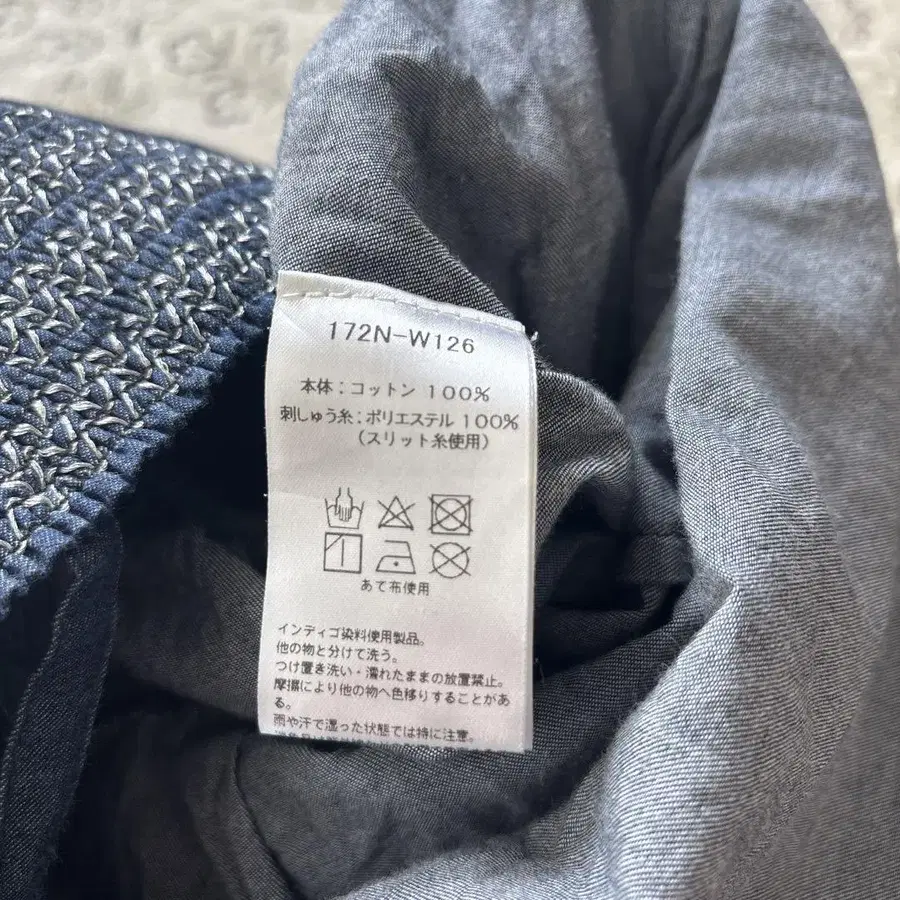 172N-W126
本体：コットン 100%
刺しゅう糸：ポリエステル 100%
（スリット糸使用）
あて布使用
インディゴ染料使用製品。
他の物と分けて洗う。
つけ置き洗い・濡れたままの放置禁止。
摩擦により他の物へ色移りすることがあ
る。
雨や汗で湿った状態では特に注意。